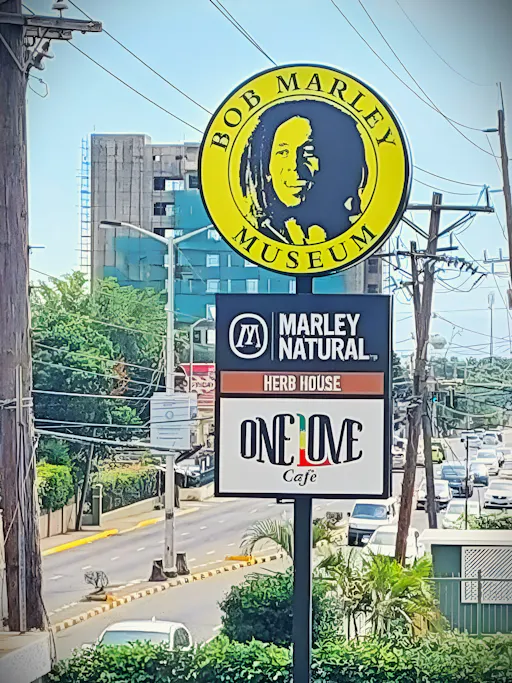 BOB MARLEY
MUSEUM
MARLEY
NATURAL
HERB HOUSE
ONE LOVE
Café